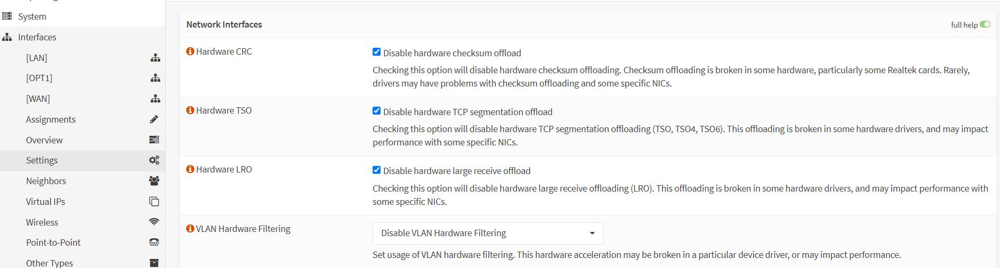 System
Interfaces
[LAN]
[OPT1]
[WAN]
Assignments
Overview
Settings
Neighbors
Virtual IPs
Wireless
Point-to-Point
Other Types
Network Interfaces
full help
Hardware CRC
Disable hardware checksum offload
Checking this option will disable hardware checksum offloading. Checksum offloading is broken in some hardware, particularly some Realtek cards. Rarely,
drivers may have problems with checksum offloading and some specific NICs.
Hardware TSO
Disable hardware TCP segmentation offload
Checking this option will disable hardware TCP segmentation offloading (TSO, TSO4, TSO6). This offloading is broken in some hardware drivers, and may impact
performance with some specific NICs.
Hardware LRO
Disable hardware large receive offload
Checking this option will disable hardware large receive offloading (LRO). This offloading is broken in some hardware drivers, and may impact performance with
some specific NICs.
VLAN Hardware Filtering
Disable VLAN Hardware Filtering
Set usage of VLAN hardware filtering. This hardware acceleration may be broken in a particular device driver, or may impact performance.